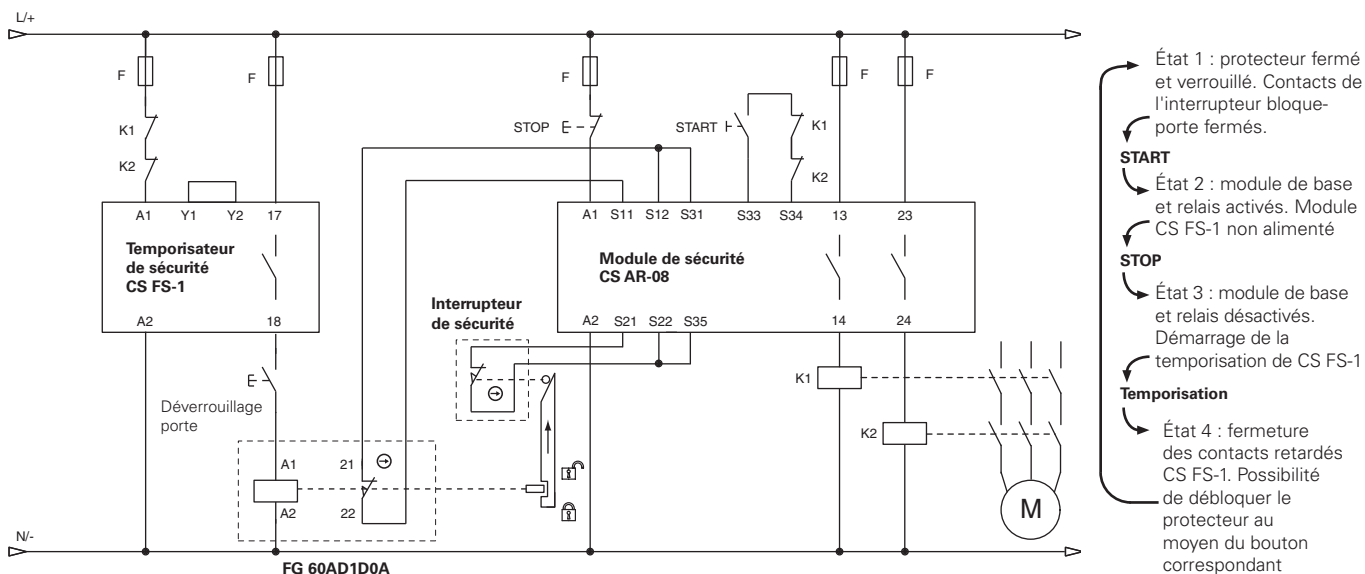 L/+
F
F
F
F
F
K1
K2
STOP
START
K1
K2
A1
Y1
Y2
17
A1
S11
S12
S31
S33
S34
13
23
Temporisateur
de sécurité
CS FS-1
Module de sécurité
CS AR-08
Interrupteur
de sécurité
A2
18
A2
S21
S22
S35
14
24
Déverrouillage
porte
K1
K2
A1
21
A2
22
M
N/-
FG 60AD1D0A
État 1 : protecteur fermé
et verrouillé. Contacts de
l'interrupteur bloque-
porte fermés.
START
État 2 : module de base
et relais activés. Module
CS FS-1 non alimenté
STOP
État 3 : module de base
et relais désactivés.
Démarrage de la
temporisation de CS FS-1
Temporisation
État 4 : fermeture
des contacts retardés
CS FS-1. Possibilité
de débloquer le
protecteur au
moyen du bouton
correspondant